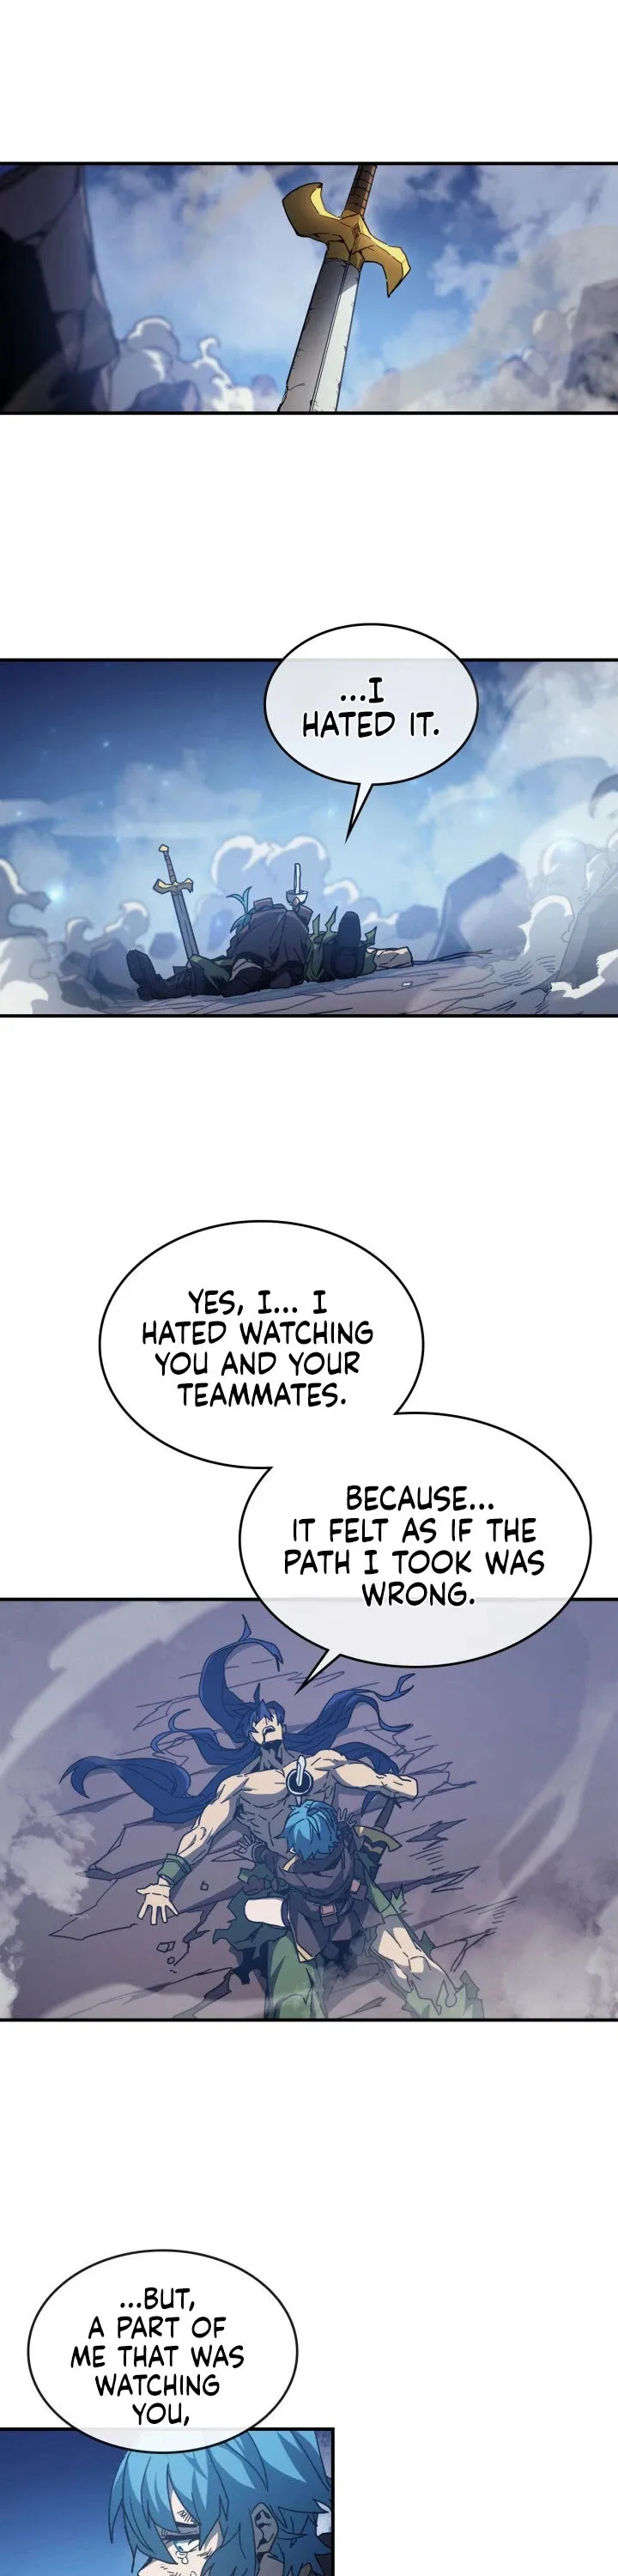 ...I
HATED IT.
YES, I... I
HATED WATCHING
YOU AND YOUR
TEAMMATES.
BECAUSE...
IT FELT AS IF THE
PATH I TOOK WAS
WRONG.
...BUT,
A PART OF
ME THAT WAS
WATCHING
YOU,